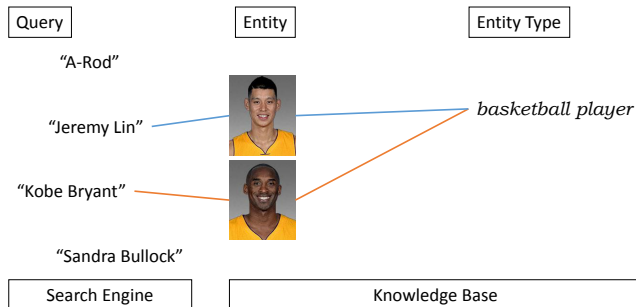 Query
Entity
Entity Type
“A-Rod”
“Jeremy Lin”
basketball player
“Kobe Bryant”
“Sandra Bullock”
Search Engine
Knowledge Base